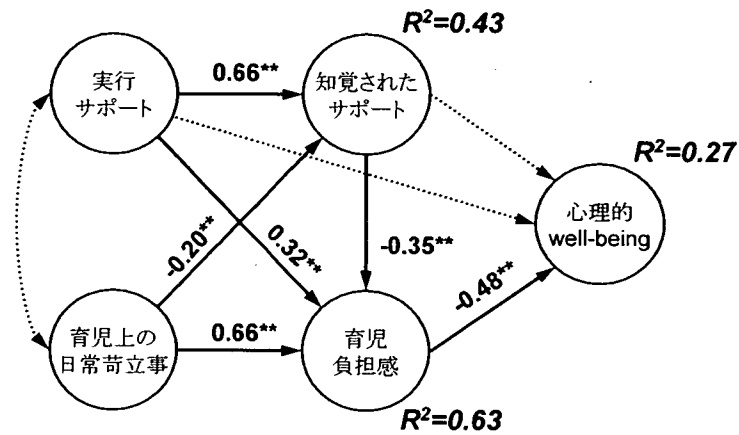 R²=0.43
実行
サポート
0.66**
知覚された
サポート
R²=0.27
心理的
well-being
-0.20**
0.32**
-0.35**
-0.48**
育児上の
日常苛立事
0.66**
育児
負担感
R²=0.63